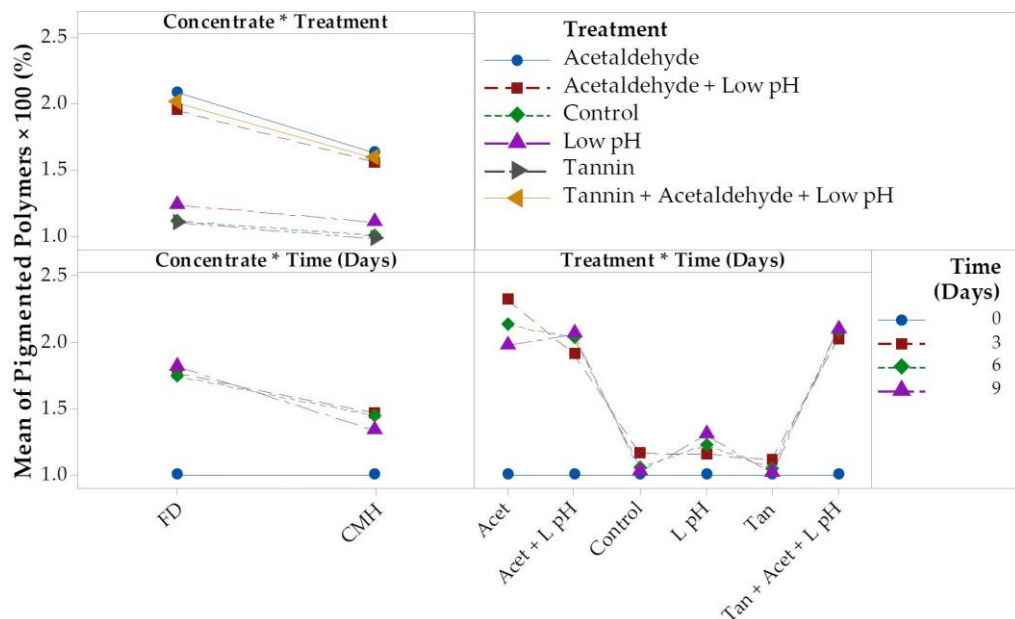 Concentrate * Treatment
2.5
2.0
1.5
1.0
Treatment
Acetaldehyde
Acetaldehyde + Low pH
Control
Low pH
Tannin
Tannin + Acetaldehyde + Low pH
Mean of Pigmented Polymers × 100 (%)
Concentrate * Time (Days)
Treatment * Time (Days)
2.5
2.0
1.5
1.0
Time
(Days)
0
3
6
9
FD
CMH
Acet
Acet + L pH
Control
L pH
Tan
Tan + Acet + L pH